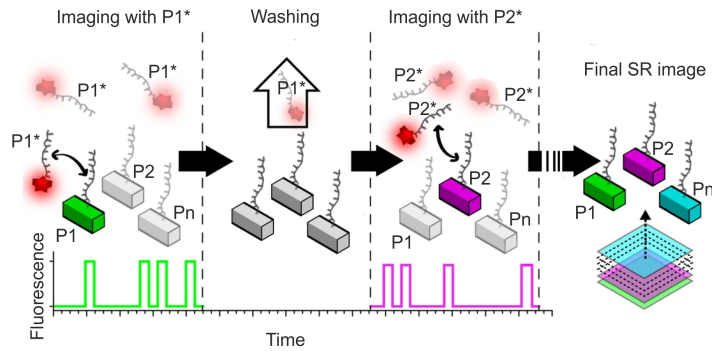 Imaging with P1*
Washing
Imaging with P2*
Final SR image
P1*
P1*
P1*
P1*
P2*
P2*
P2*
P2
P1
Pn
P2
Pn
P2
P1
Pn
Fluorescence
Time